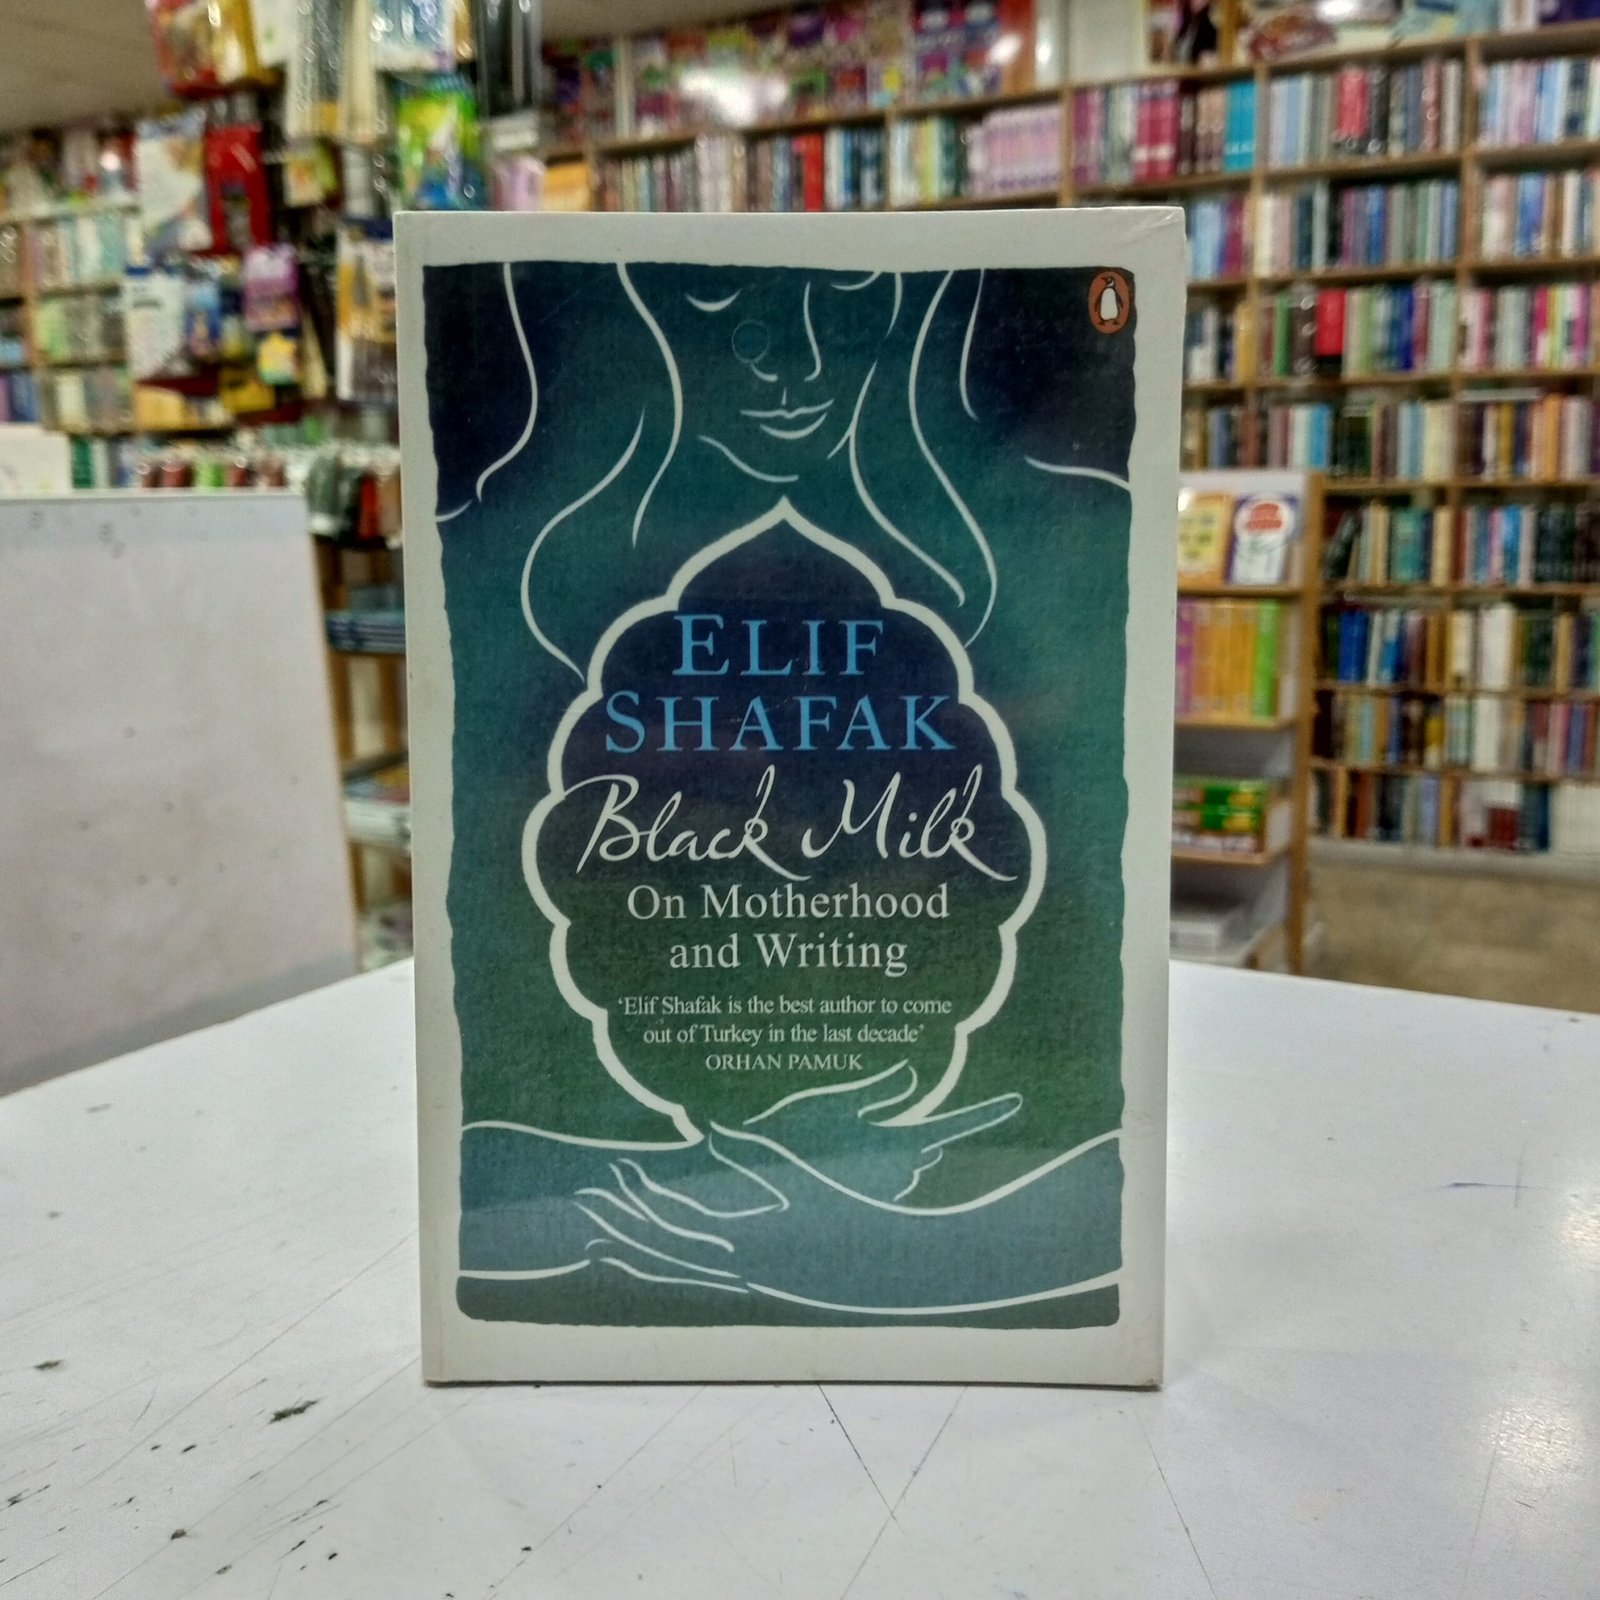 ELIF
SHAFAK
Black Milk
On Motherhood
and Writing
‘Elif Shafak is the best author to come
out of Turkey in the last decade’
ORHAN PAMUK